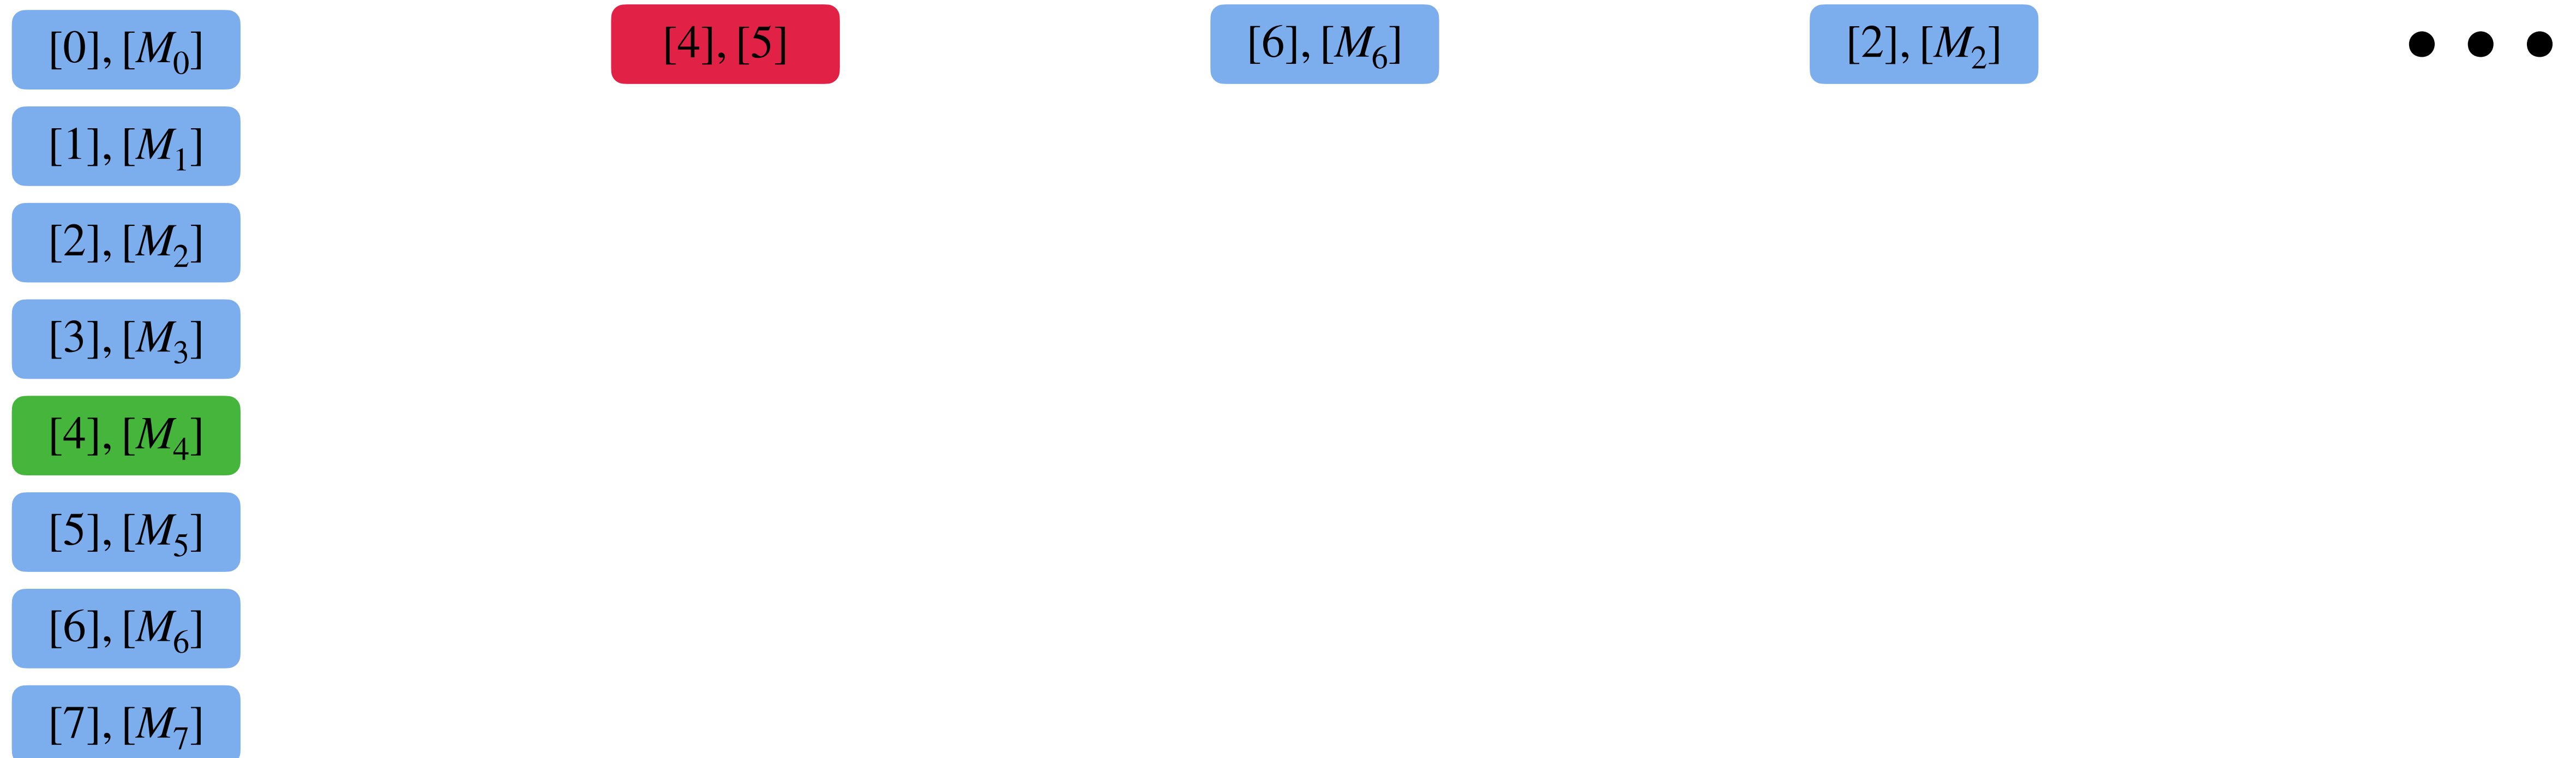 [0], [M₀] [4], [5] [6], [M₆] [2], [M₂] • • •
[1], [M₁]
[2], [M₂]
[3], [M₃]
[4], [M₄]
[5], [M₅]
[6], [M₆]
[7], [M₇]